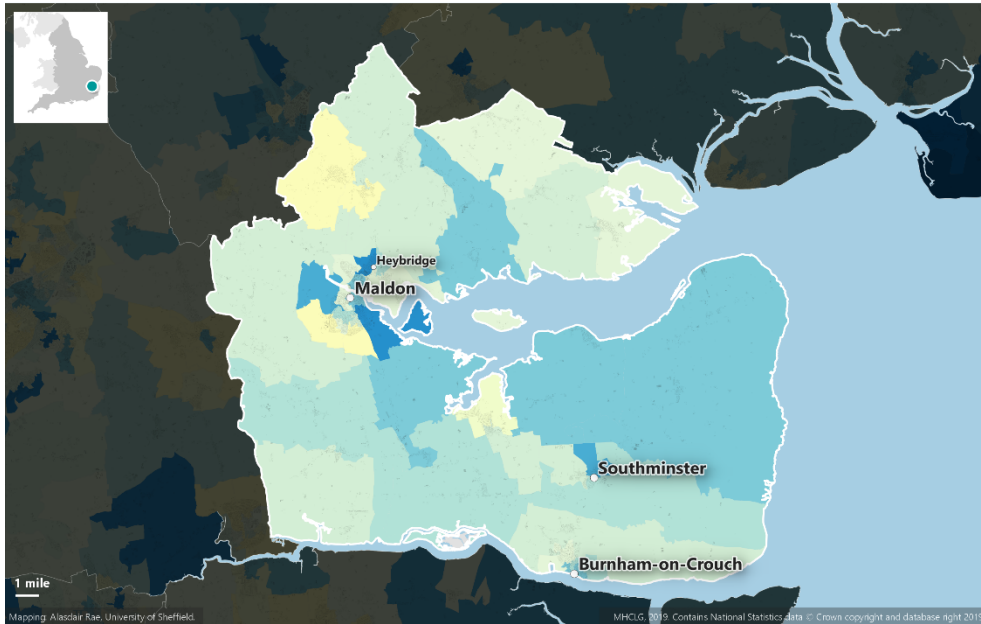 Heybridge
Maldon
Southminster
Burnham-on-Crouch
1 mile
Mapping: Alasdair Rae, University of Sheffield.
MHCLG, 2019. Contains National Statistics data © Crown copyright and database right 2019